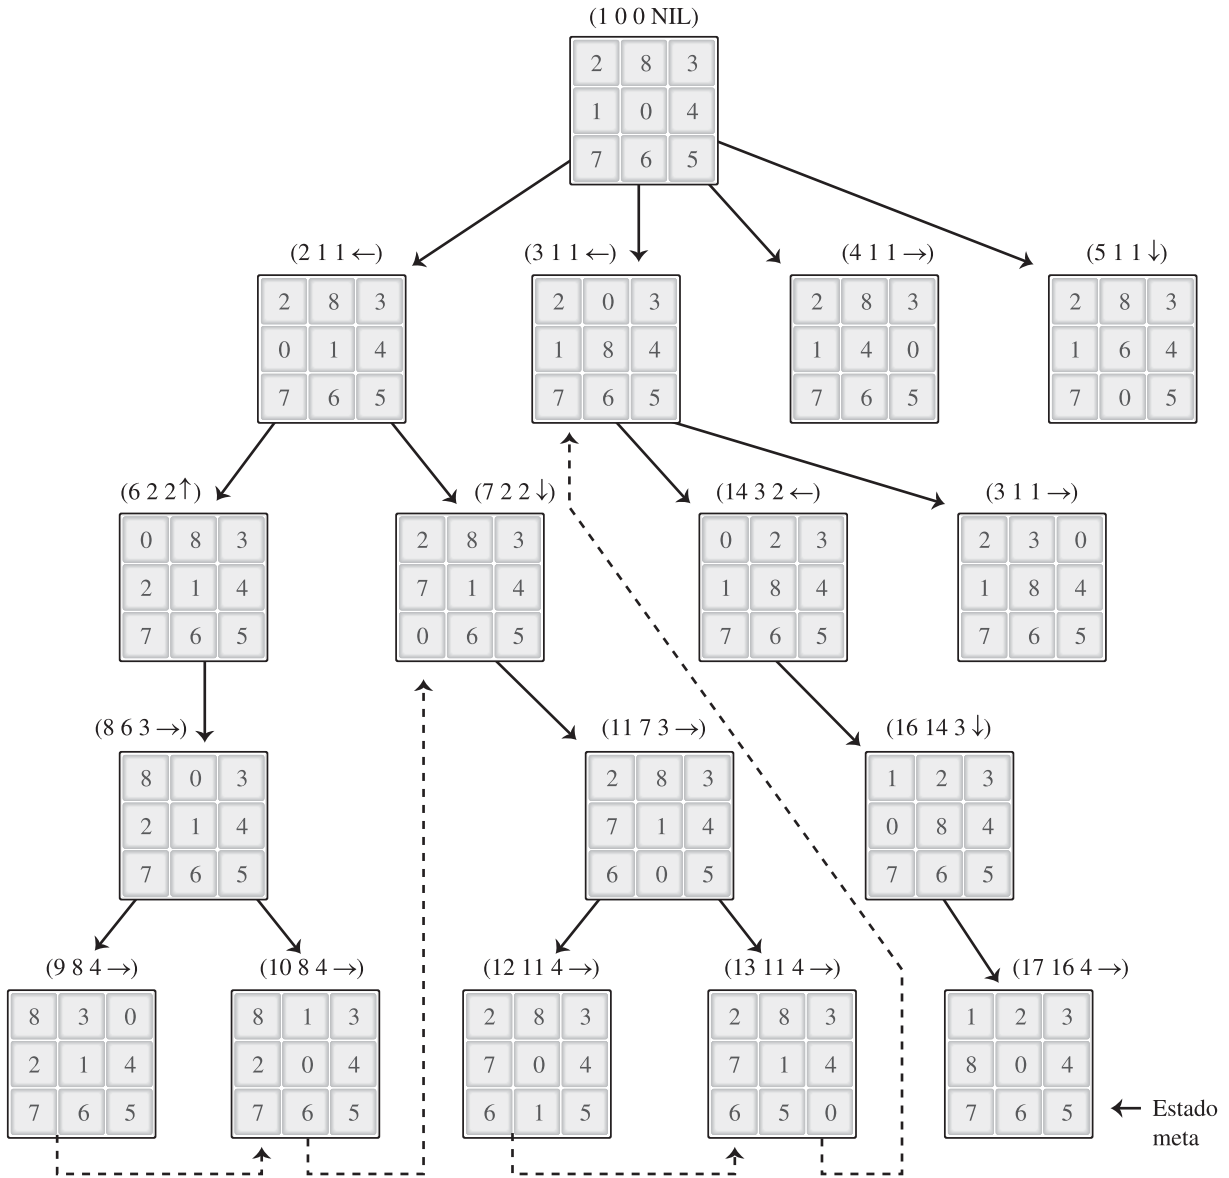 (1 0 0 NIL)
2 8 3
1 0 4
7 6 5
(2 1 1 ←)
2 8 3
0 1 4
7 6 5
(3 1 1 ←)
2 0 3
1 8 4
7 6 5
(4 1 1 →)
2 8 3
1 4 0
7 6 5
(5 1 1 ↓)
2 8 3
1 6 4
7 0 5
(6 2 2 ↑)
0 8 3
2 1 4
7 6 5
(7 2 2 ↓)
2 8 3
7 1 4
0 6 5
(14 3 2 ←)
0 2 3
1 8 4
7 6 5
(3 1 1 →)
2 3 0
1 8 4
7 6 5
(8 6 3 →)
8 0 3
2 1 4
7 6 5
(11 7 3 →)
2 8 3
7 1 4
6 0 5
(16 14 3 ↓)
1 2 3
0 8 4
7 6 5
(9 8 4 →)
8 3 0
2 1 4
7 6 5
(10 8 4 →)
8 1 3
2 0 4
7 6 5
(12 11 4 →)
2 8 3
7 0 4
6 1 5
(13 11 4 →)
2 8 3
7 1 4
6 5 0
(17 16 4 →)
1 2 3
8 0 4
7 6 5
Estado
meta